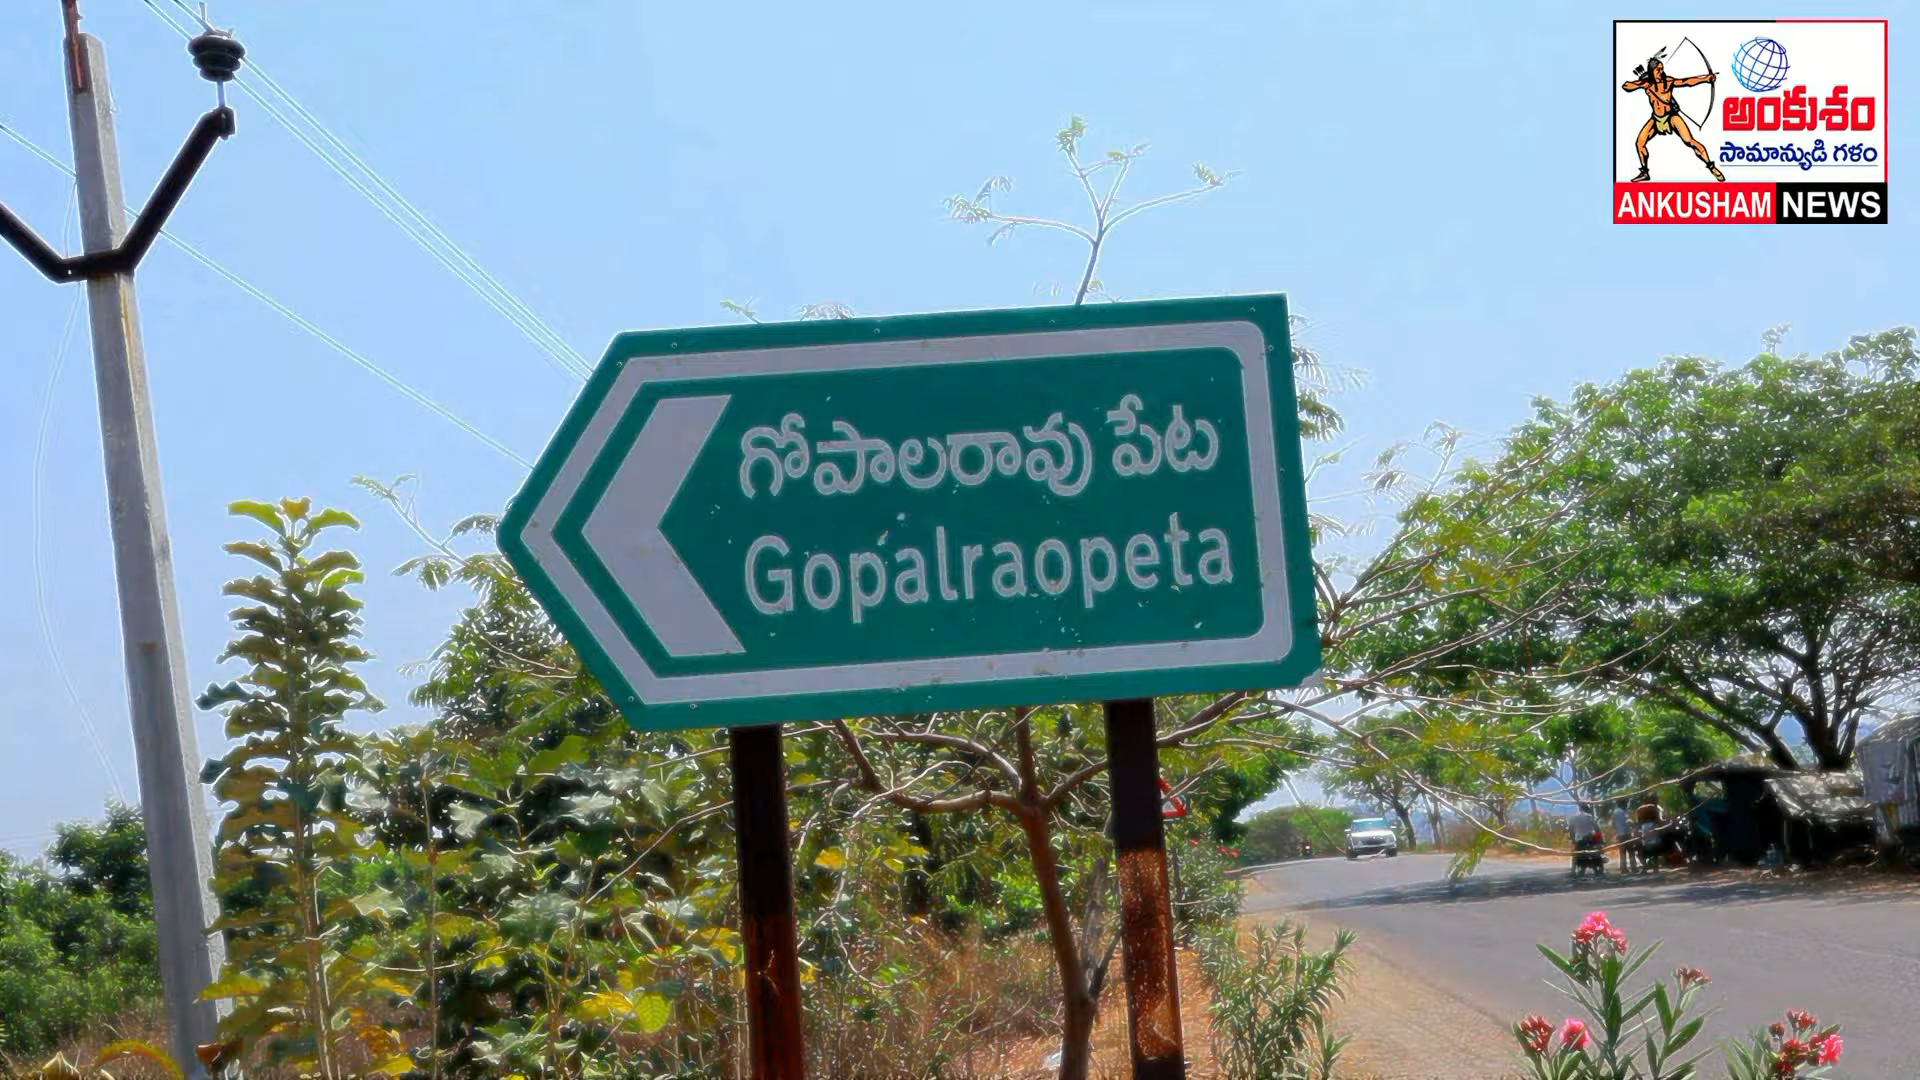 అంకుశం
సామాన్యుడి గళం
ANKUSHAM NEWS
గోపాలరావు పేట
Gopalraopeta